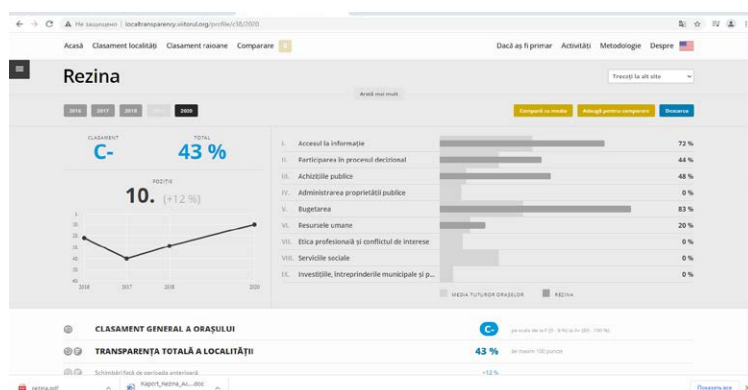 Не защищено | localtransparency.viitorul.org/profile/c38/2020
Acasă Clasament localități Clasament raioane Comparare
Dacă aș fi primar Activități Metodologie Despre
Rezina
Treceți la alt site
Arată mai mult
2016 2017 2018 2020
Compară cu media Adaugă pentru comparare Descarca
CLASAMENT TOTAL
C- 43 %
POZIȚIE
10. (+12 %)
2016 2017 2018 2020
I. Accesul la informație 72 %
II. Participarea în procesul decizional 44 %
III. Achizițiile publice 48 %
IV. Administrarea proprietății publice 0 %
V. Bugetarea 83 %
VI. Resursele umane 20 %
VII. Etica profesională și conflictul de interese 0 %
VIII. Serviciile sociale 0 %
IX. Investițiile, întreprinderile municipale și p... 0 %
MEDIA TUTUROR ORAȘELOR REZINA
CLASAMENT GENERAL A ORAȘULUI C-
TRANSPARENȚA TOTALĂ A LOCALITĂȚII 43 % de maxim 100 puncte
Schimbări față de perioada anterioară +12 %
rezina.pdf
Показать все